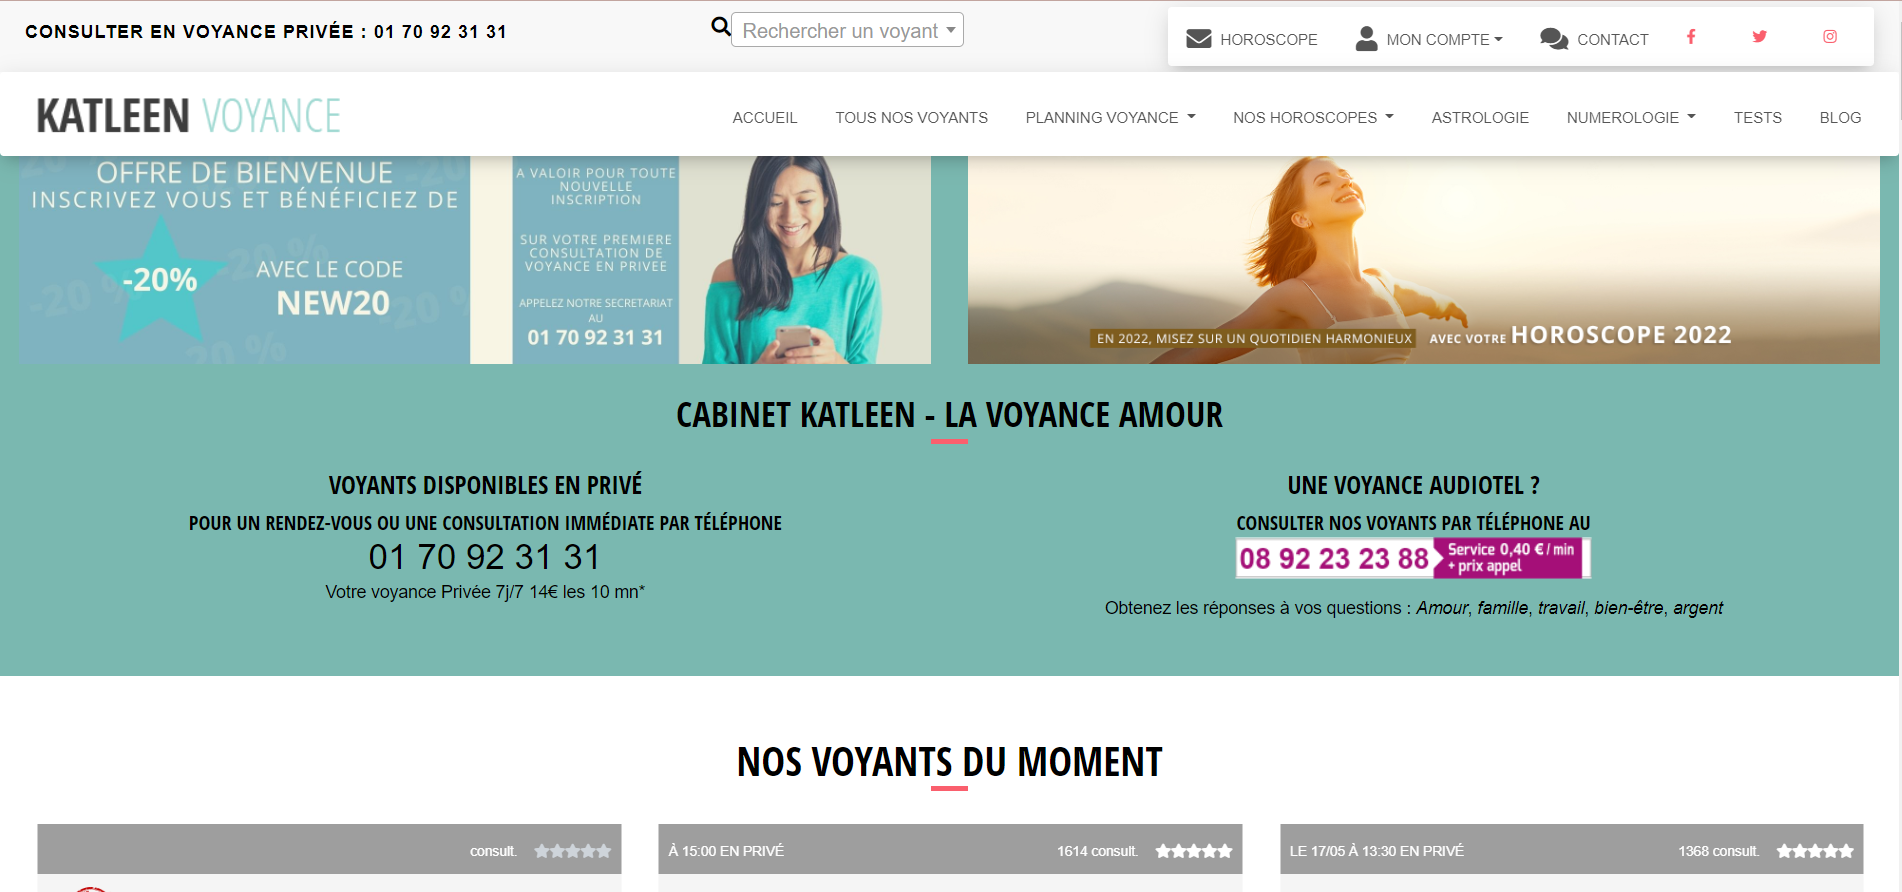 CONSULTER EN VOYANCE PRIVÉE : 01 70 92 31 31
Rechercher un voyant
HOROSCOPE
MON COMPTE
CONTACT
KATLEEN VOYANCE
ACCUEIL
TOUS NOS VOYANTS
PLANNING VOYANCE
NOS HOROSCOPES
ASTROLOGIE
NUMEROLOGIE
TESTS
BLOG
OFFRE DE BIENVENUE
INSCRIVEZ VOUS ET BÉNÉFICIEZ DE
-20%
AVEC LE CODE
NEW20
-20 %
-20 %
-20 %
20 %
A VALOIR POUR TOUTE
NOUVELLE
INSCRIPTION
SUR VOTRE PREMIERE
CONSULTATION DE
VOYANCE EN PRIVEE
APPELEZ NOTRE SECRETARIAT
AU
01 70 92 31 31
EN 2022, MISEZ SUR UN QUOTIDIEN HARMONIEUX AVEC VOTRE HOROSCOPE 2022
CABINET KATLEEN - LA VOYANCE AMOUR
VOYANTS DISPONIBLES EN PRIVÉ
POUR UN RENDEZ-VOUS OU UNE CONSULTATION IMMÉDIATE PAR TÉLÉPHONE
01 70 92 31 31
Votre voyance Privée 7j/7 14€ les 10 mn*
UNE VOYANCE AUDIOTEL ?
CONSULTER NOS VOYANTS PAR TÉLÉPHONE AU
08 92 23 23 88
Service 0,40 € / min
+ prix appel
Obtenez les réponses à vos questions : Amour, famille, travail, bien-être, argent
NOS VOYANTS DU MOMENT
consult.
À 15:00 EN PRIVÉ
1614 consult.
LE 17/05 À 13:30 EN PRIVÉ
1368 consult.